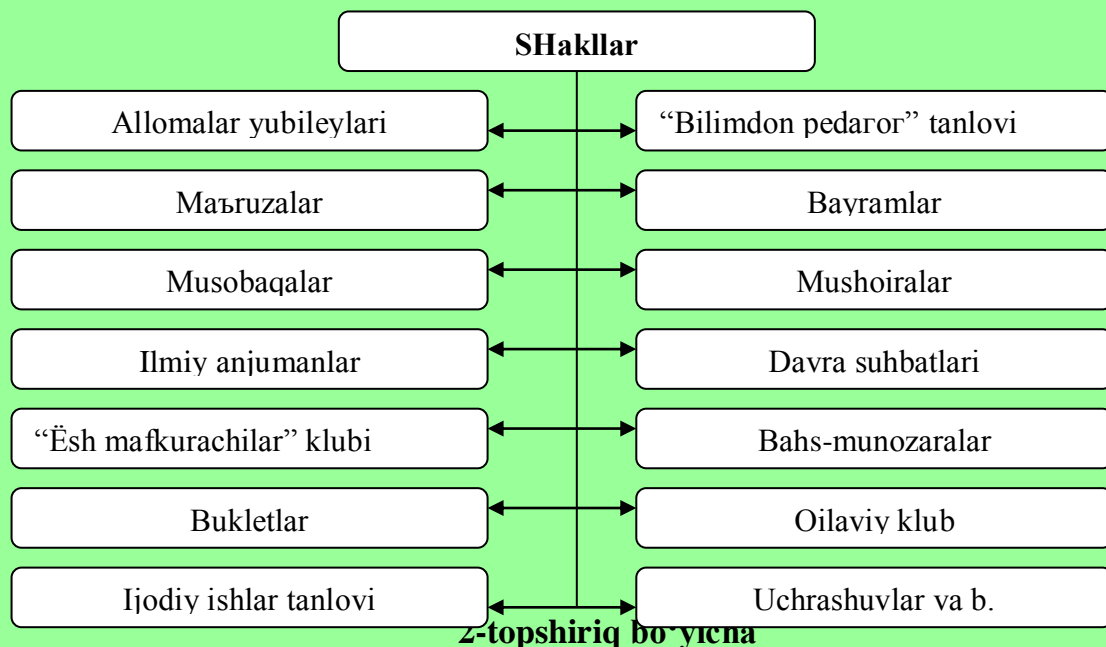 SHakllar
Allomalar yubileylari
“Bilimdon pedaгoг” tanlovi
Maъruzalar
Bayramlar
Musobaqalar
Mushoiralar
Ilmiy anjumanlar
Davra suhbatlari
“Ësh mafkurachilar” klubi
Bahs-munozaralar
Bukletlar
Oilaviy klub
Ijodiy ishlar tanlovi
Uchrashuvlar va b.
2-topshiriq bo‘yicha